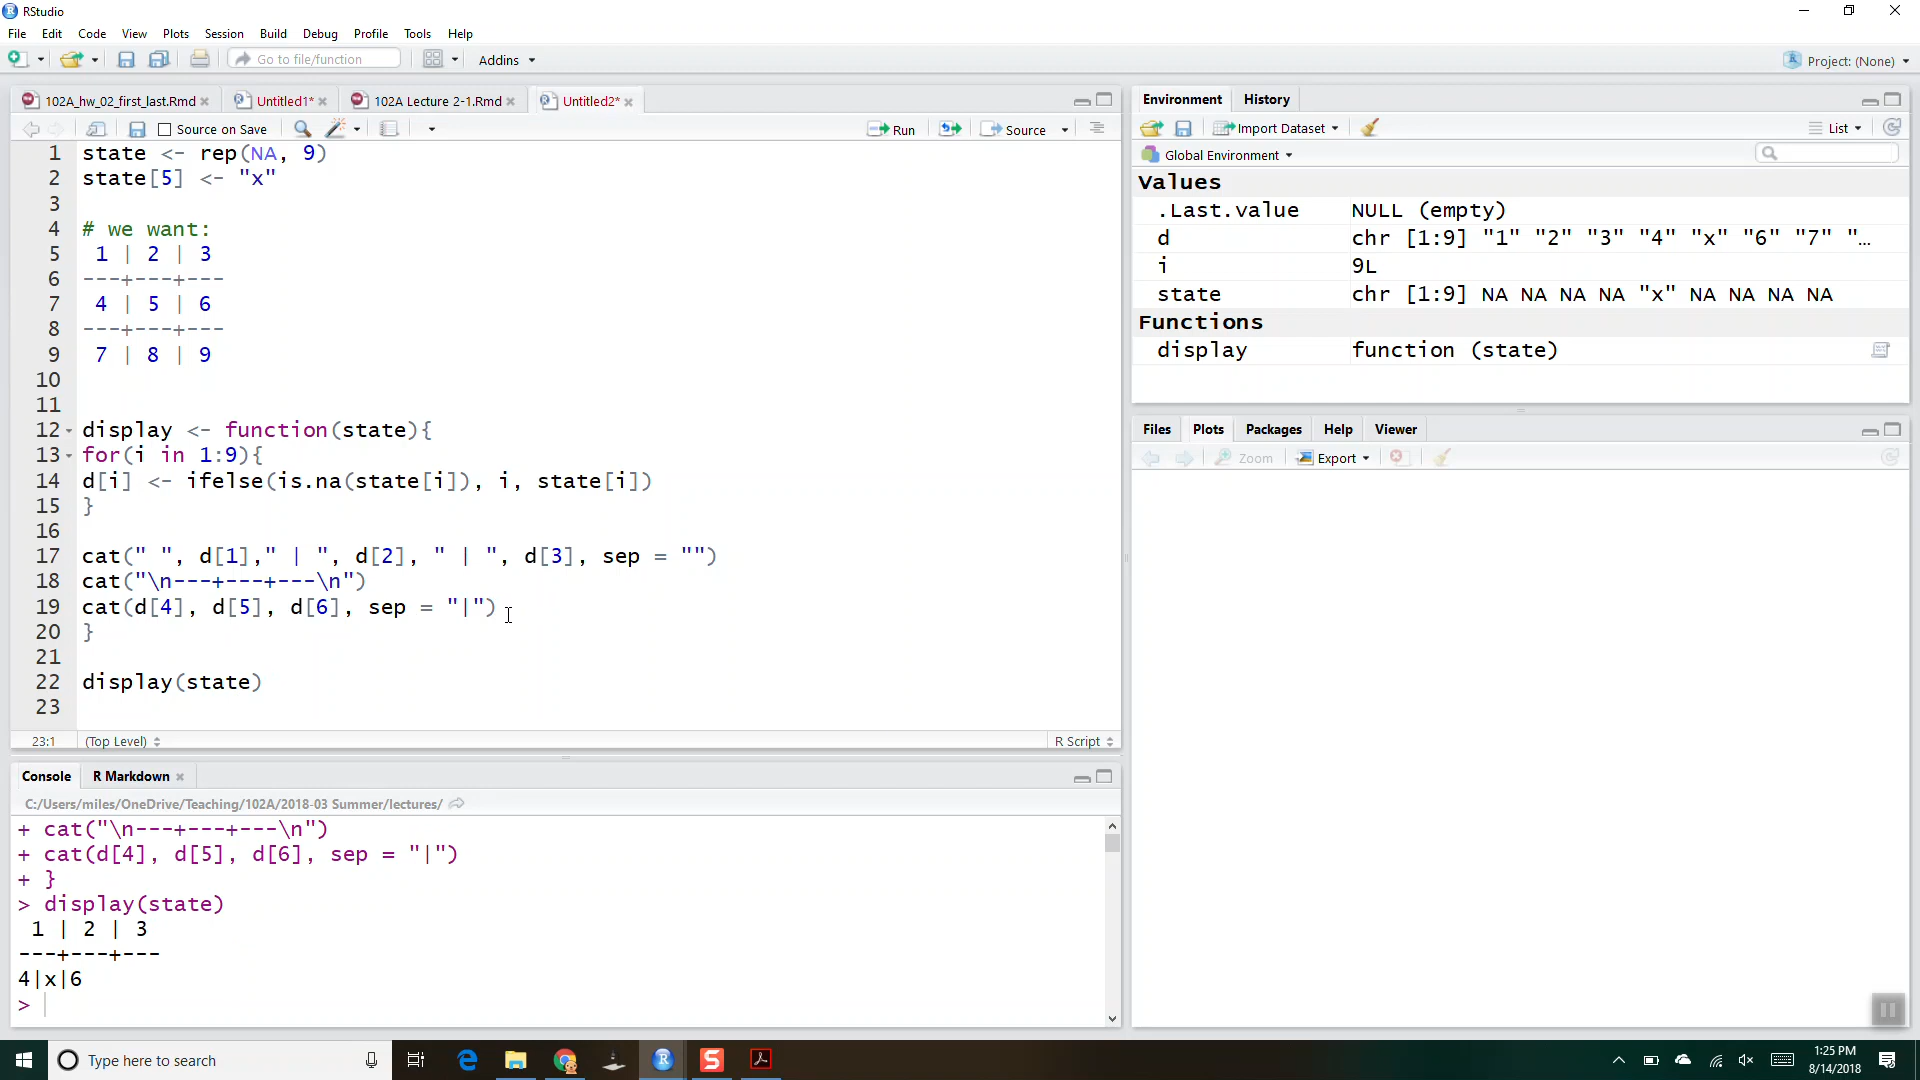 RStudio
File Edit Code View Plots Session Build Debug Profile Tools Help
Go to file/function Addins Project: (None)
102A_hw_02_first_last.Rmd Untitled1* 102A Lecture 2-1.Rmd Untitled2*
Source on Save Run Source
1 state <- rep(NA, 9)
2 state[5] <- "x"
3
4 # we want:
5 1 | 2 | 3
6 ---+---+---
7 4 | 5 | 6
8 ---+---+---
9 7 | 8 | 9
10
11
12 display <- function(state){
13 for(i in 1:9){
14 d[i] <- ifelse(is.na(state[i]), i, state[i])
15 }
16
17 cat(" ", d[1]," | ", d[2], " | ", d[3], sep = "")
18 cat("\n---+---+---\n")
19 cat(d[4], d[5], d[6], sep = "|")
20 }
21
22 display(state)
23
23:1 (Top Level) R Script
Console R Markdown
C:/Users/miles/OneDrive/Teaching/102A/2018-03 Summer/lectures/
+ cat("\n---+---+---\n")
+ cat(d[4], d[5], d[6], sep = "|")
+ }
> display(state)
1 | 2 | 3
---+---+---
4|x|6
>
Environment History
Import Dataset List
Global Environment
Values
.Last.value NULL (empty)
d chr [1:9] "1" "2" "3" "4" "x" "6" "7" "…
i 9L
state chr [1:9] NA NA NA NA "x" NA NA NA NA
Functions
display function (state)
Files Plots Packages Help Viewer
Zoom Export
Type here to search
1:25 PM
8/14/2018